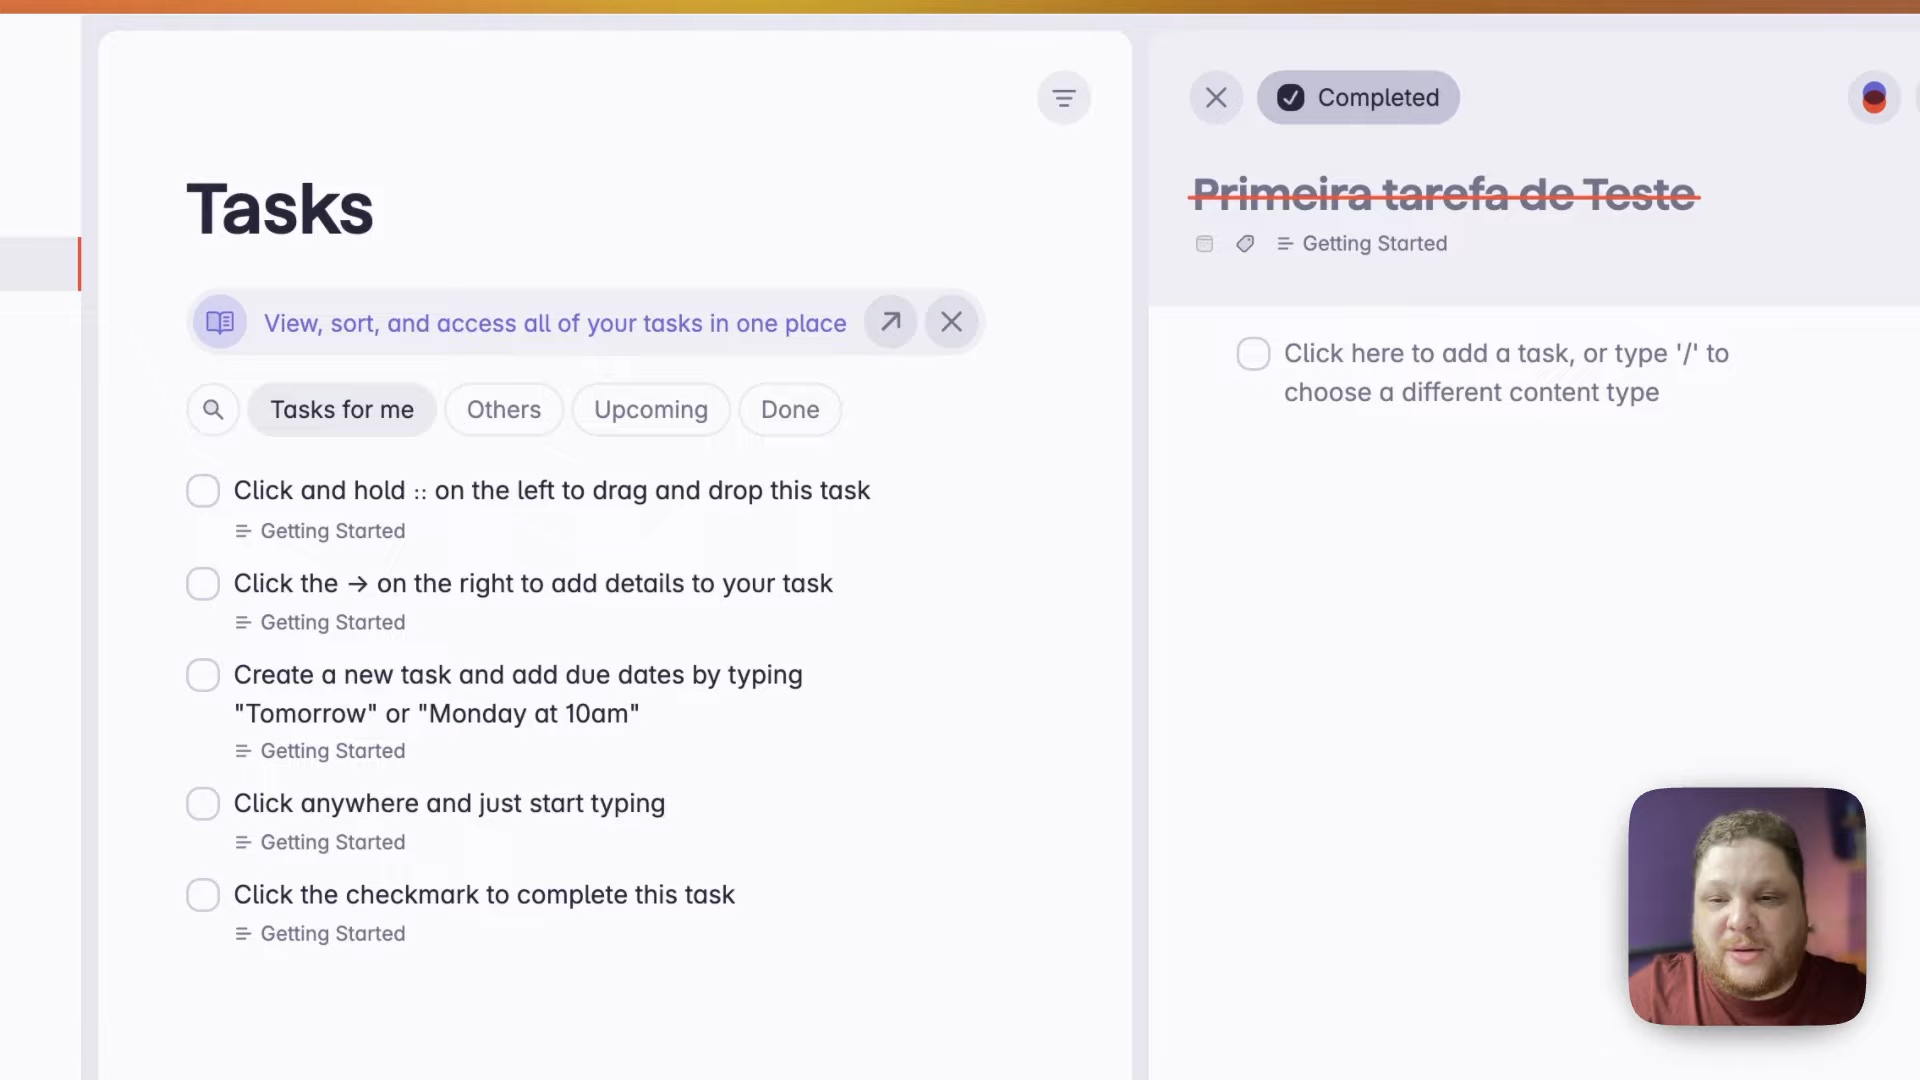 Tasks
View, sort, and access all of your tasks in one place
Tasks for me
Others
Upcoming
Done
Click and hold :: on the left to drag and drop this task
Getting Started
Click the → on the right to add details to your task
Getting Started
Create a new task and add due dates by typing
"Tomorrow" or "Monday at 10am"
Getting Started
Click anywhere and just start typing
Getting Started
Click the checkmark to complete this task
Getting Started
Completed
Primeira tarefa de Teste
Getting Started
Click here to add a task, or type '/' to
choose a different content type